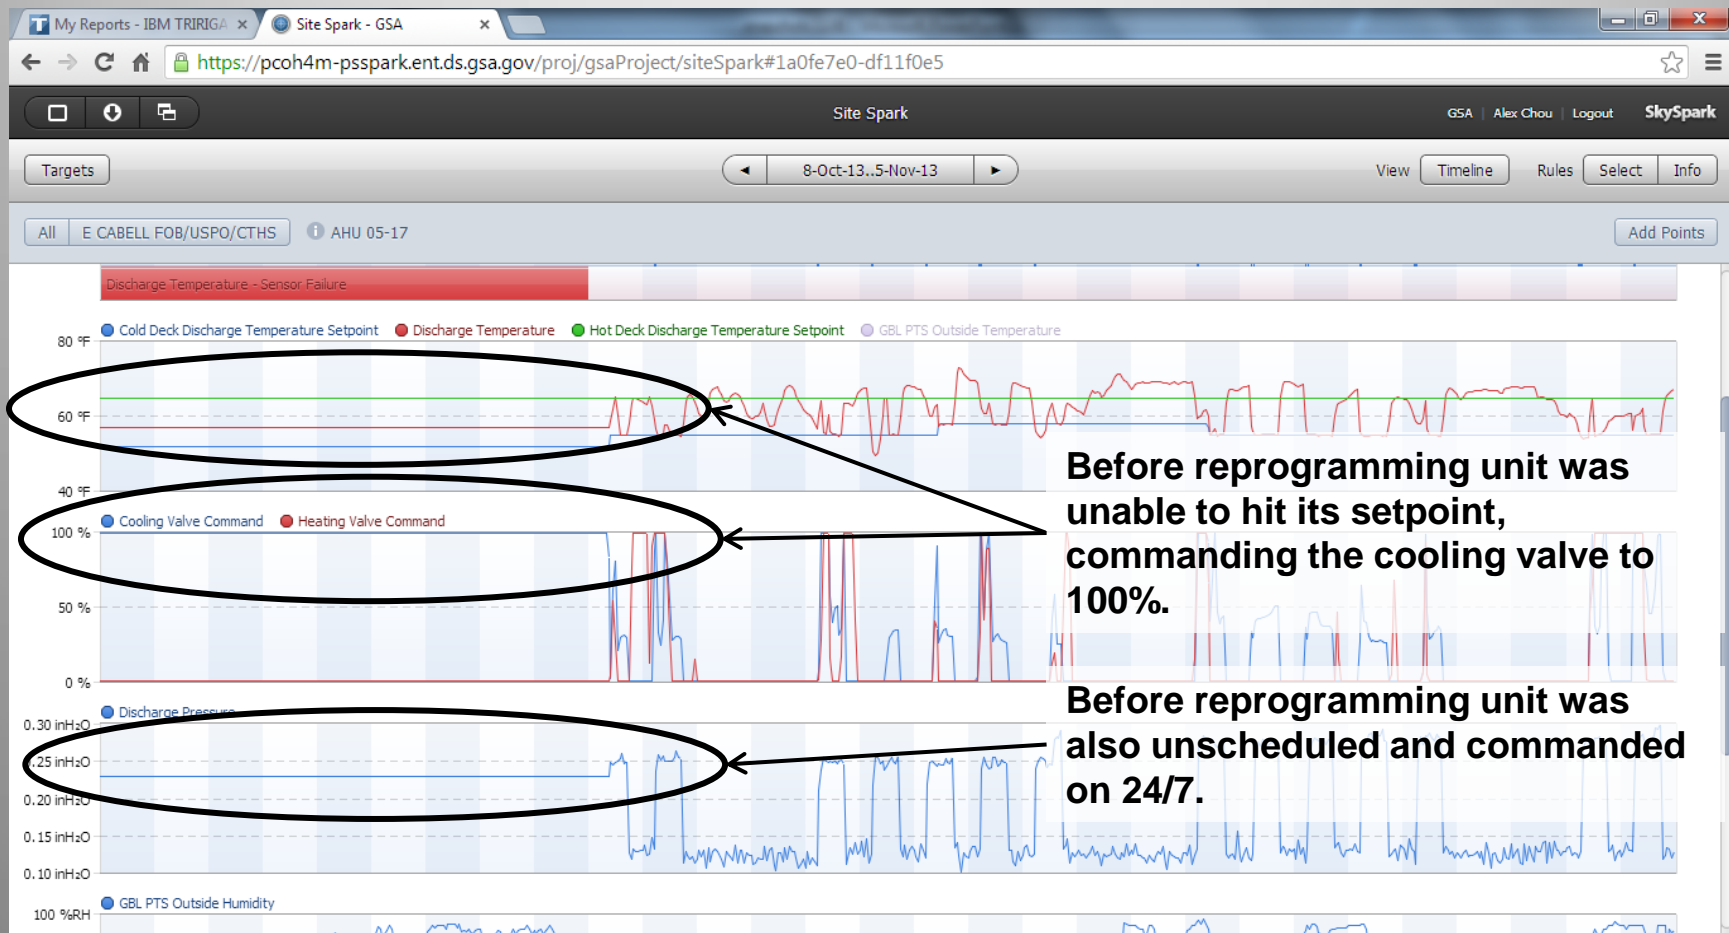 My Reports - IBM TRIRIGA
Site Spark - GSA
https://pcoh4m-psspark.ent.ds.gsa.gov/proj/gsaProject/siteSpark#1a0fe7e0-df11f0e5
Site Spark
GSA | Alex Chou | Logout SkySpark
Targets
8-Oct-13..5-Nov-13
View Timeline Rules Select Info
All E CABELL FOB/USPO/CTHS AHU 05-17
Add Points
Discharge Temperature - Sensor Failure
Cold Deck Discharge Temperature Setpoint Discharge Temperature Hot Deck Discharge Temperature Setpoint GBL PTS Outside Temperature
80 °F
60 °F
40 °F
Cooling Valve Command Heating Valve Command
100 %
50 %
0 %
Before reprogramming unit was
unable to hit its setpoint,
commanding the cooling valve to
100%.
Discharge Pressure
0.30 inH₂O
.25 inH₂O
0.20 inH₂O
0.15 inH₂O
0.10 inH₂O
Before reprogramming unit was
also unscheduled and commanded
on 24/7.
GBL PTS Outside Humidity
100 %RH